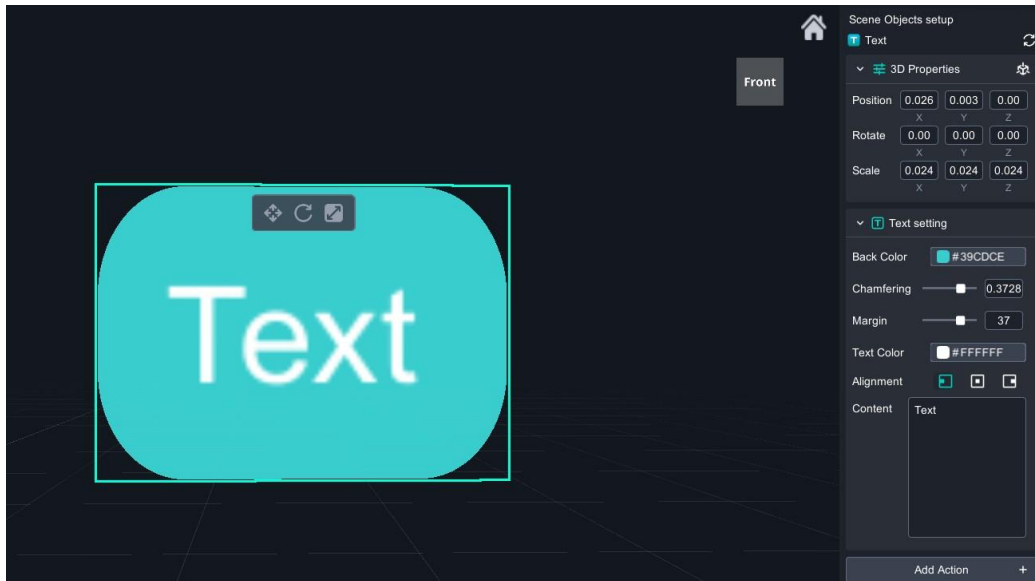 Scene Objects setup
Text
3D Properties
Front
Position 0.026 0.003 0.00
X Y Z
Rotate 0.00 0.00 0.00
X Y Z
Scale 0.024 0.024 0.024
X Y Z
T Text setting
Back Color #39CDCE
Chamfering 0.3728
Margin 37
Text Color #FFFFFF
Alignment
Content Text
Text
Add Action +